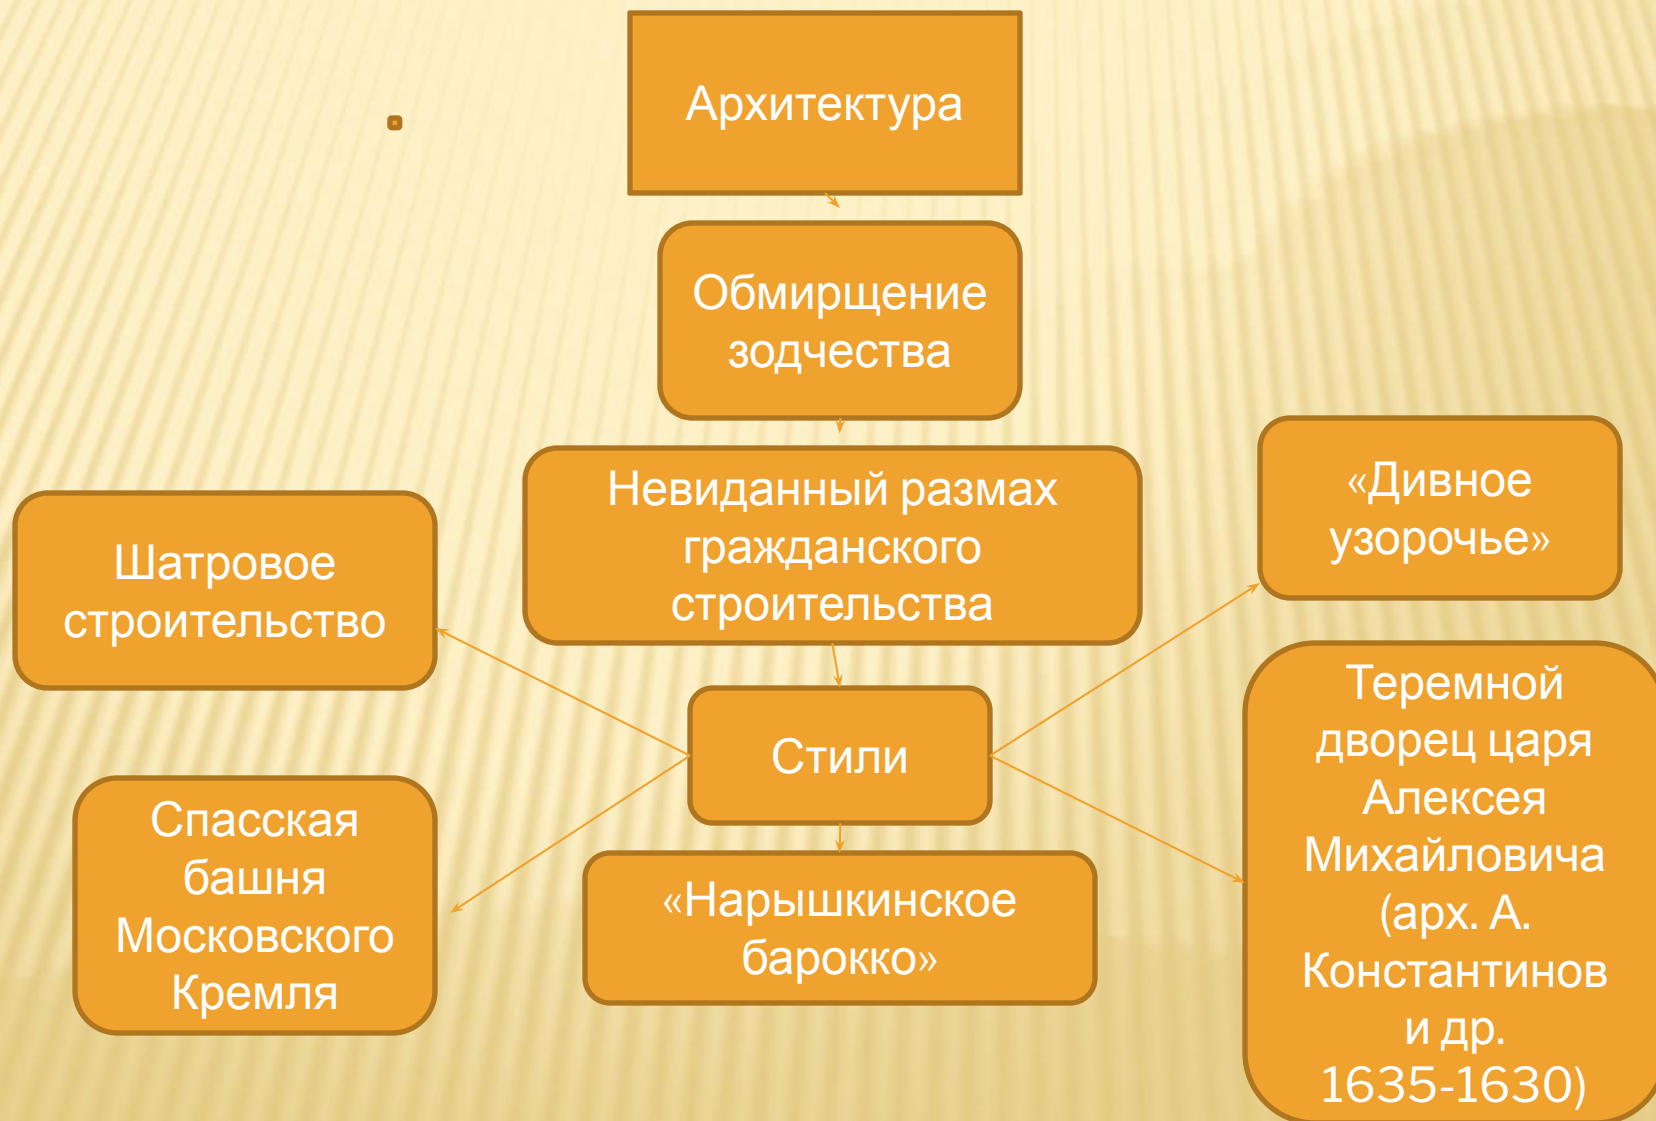 Архитектура
Обмирщение
зодчества
Невиданный размах
гражданского
строительства
«Дивное
узорочье»
Шатровое
строительство
Стили
Теремной
дворец царя
Алексея
Михайловича
(арх. А.
Константинов
и др.
1635-1630)
Спасская
башня
Московского
Кремля
«Нарышкинское
барокко»